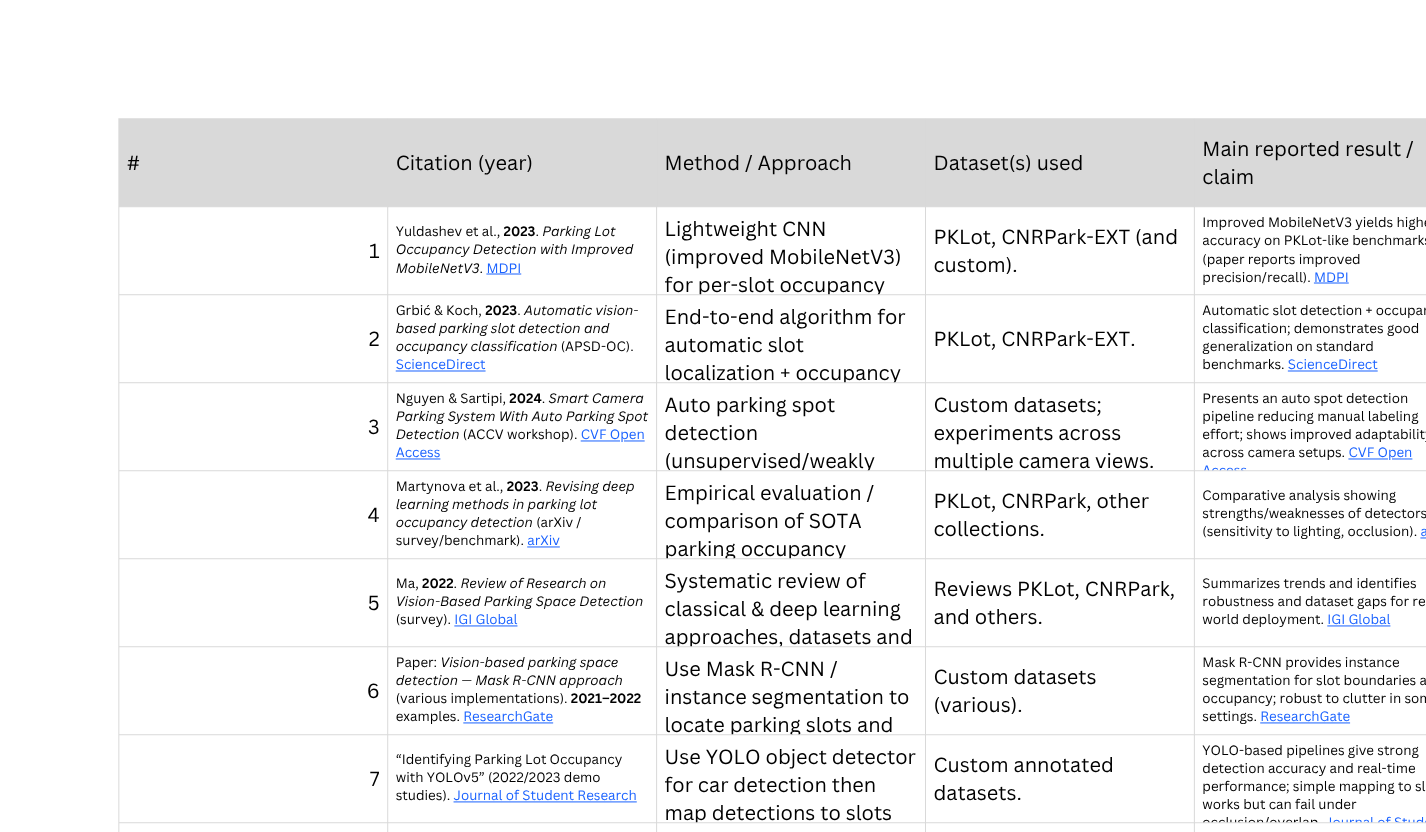 #
Citation (year)
Method / Approach
Dataset(s) used
Main reported result /
claim
1
Yuldashev et al., 2023. Parking Lot
Occupancy Detection with Improved
MobileNetV3. MDPI
Lightweight CNN
(improved MobileNetV3)
for per-slot occupancy
PKLot, CNRPark-EXT (and
custom).
Improved MobileNetV3 yields
accuracy on PKLot-like benchmarks
(paper reports improved
precision/recall). MDPI
2
Grbić & Koch, 2023. Automatic vision-
based parking slot detection and
occupancy classification (APSD-OC).
ScienceDirect
End-to-end algorithm for
automatic slot
localization + occupancy
PKLot, CNRPark-EXT.
Automatic slot detection +
classification; demonstrates good
generalization on standard
benchmarks. ScienceDirect
3
Nguyen & Sartipi, 2024. Smart Camera
Parking System With Auto Parking Spot
Detection (ACCV workshop). CVF Open
Access
Auto parking spot
detection
(unsupervised/weakly
Custom datasets;
experiments across
multiple camera views.
Presents an auto spot detection
pipeline reducing manual labeling
effort; shows improved
across camera setups. CVF Open
Access
4
Martynova et al., 2023. Revising deep
learning methods in parking lot
occupancy detection (arXiv /
survey/benchmark). arXiv
Empirical evaluation /
comparison of SOTA
parking occupancy
PKLot, CNRPark, other
collections.
Comparative analysis showing
strengths/weaknesses of detectors
(sensitivity to lighting, occlusion).
5
Ma, 2022. Review of Research on
Vision-Based Parking Space Detection
(survey). IGI Global
Systematic review of
classical & deep learning
approaches, datasets and
Reviews PKLot, CNRPark,
and others.
Summarizes trends and identifies
robustness and dataset gaps for
world deployment. IGI Global
6
Paper: Vision-based parking space
detection — Mask R-CNN approach
(various implementations). 2021–2022
examples. ResearchGate
Use Mask R-CNN /
instance segmentation to
locate parking slots and
Custom datasets
(various).
Mask R-CNN provides instance
segmentation for slot boundaries
occupancy; robust to clutter in
settings. ResearchGate
7
“Identifying Parking Lot Occupancy
with YOLOv5” (2022/2023 demo
studies). Journal of Student Research
Use YOLO object detector
for car detection then
map detections to slots
Custom annotated
datasets.
YOLO-based pipelines give strong
detection accuracy and real-time
performance; simple mapping to
works but can fail under
occlusion/overlap. Journal of